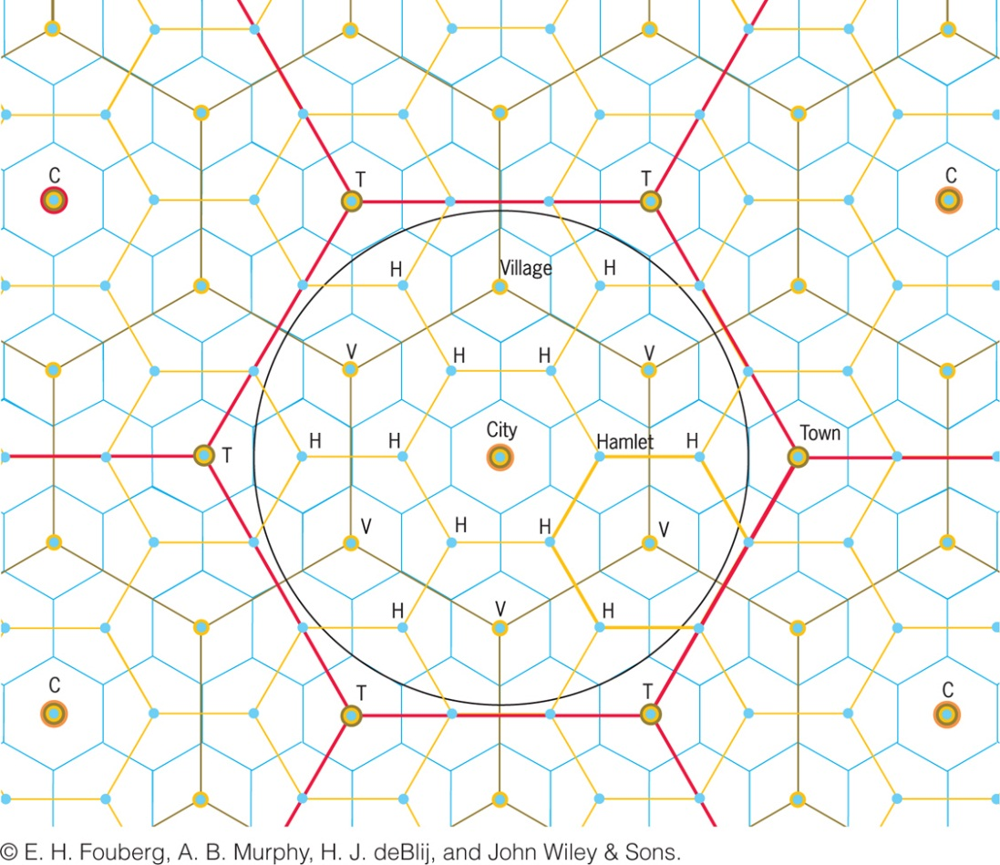 C
T
T
C
H
Village
H
V
H
H
V
City
Town
T
H
H
Hamlet
H
V
H
H
V
H
V
H
C
T
T
C
© E. H. Fouberg, A. B. Murphy, H. J. deBlij, and John Wiley & Sons.